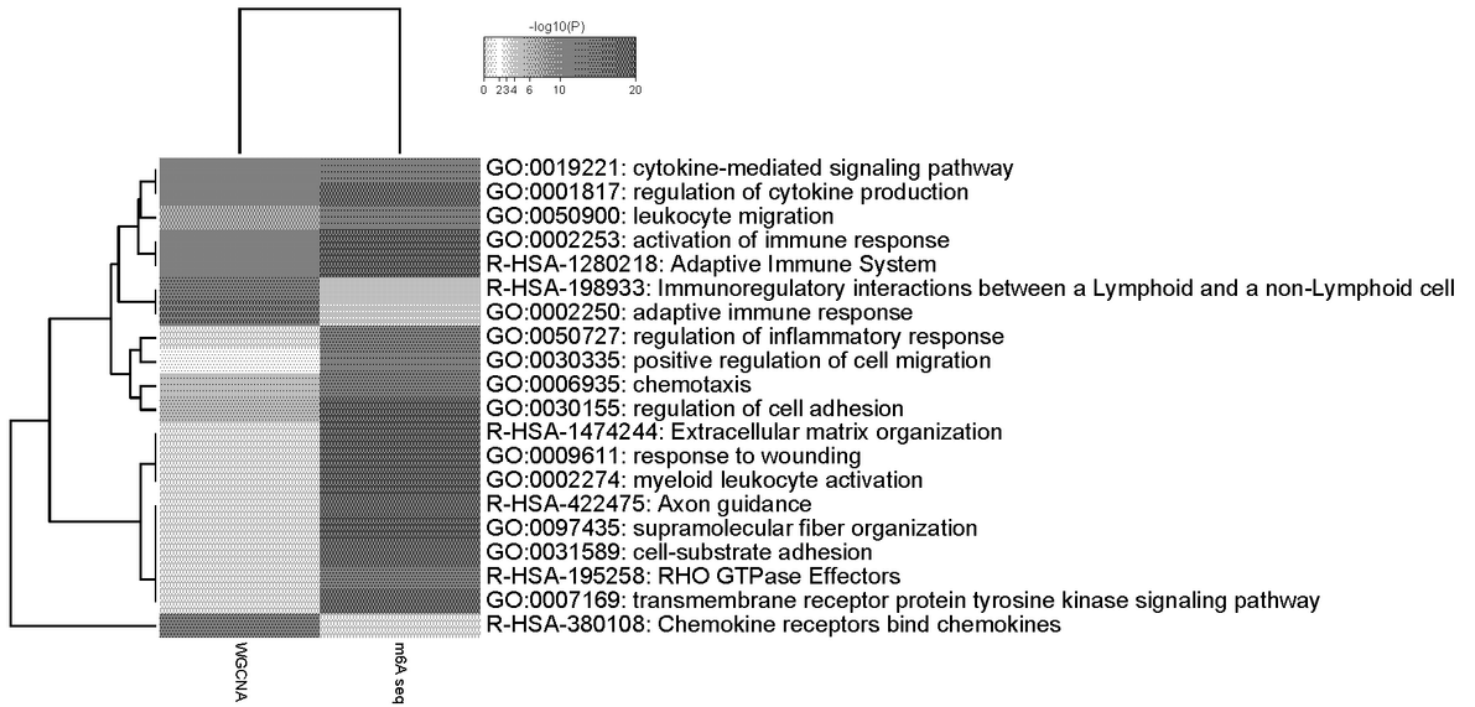 -log10(P)
0 2 3 4 6 10 20
GO:0019221: cytokine-mediated signaling pathway
GO:0001817: regulation of cytokine production
GO:0050900: leukocyte migration
GO:0002253: activation of immune response
R-HSA-1280218: Adaptive Immune System
R-HSA-198933: Immunoregulatory interactions between a Lymphoid and a non-Lymphoid cell
GO:0002250: adaptive immune response
GO:0050727: regulation of inflammatory response
GO:0030335: positive regulation of cell migration
GO:0006935: chemotaxis
GO:0030155: regulation of cell adhesion
R-HSA-1474244: Extracellular matrix organization
GO:0009611: response to wounding
GO:0002274: myeloid leukocyte activation
R-HSA-422475: Axon guidance
GO:0097435: supramolecular fiber organization
GO:0031589: cell-substrate adhesion
R-HSA-195258: RHO GTPase Effectors
GO:0007169: transmembrane receptor protein tyrosine kinase signaling pathway
R-HSA-380108: Chemokine receptors bind chemokines
WGCNA
m6A seq